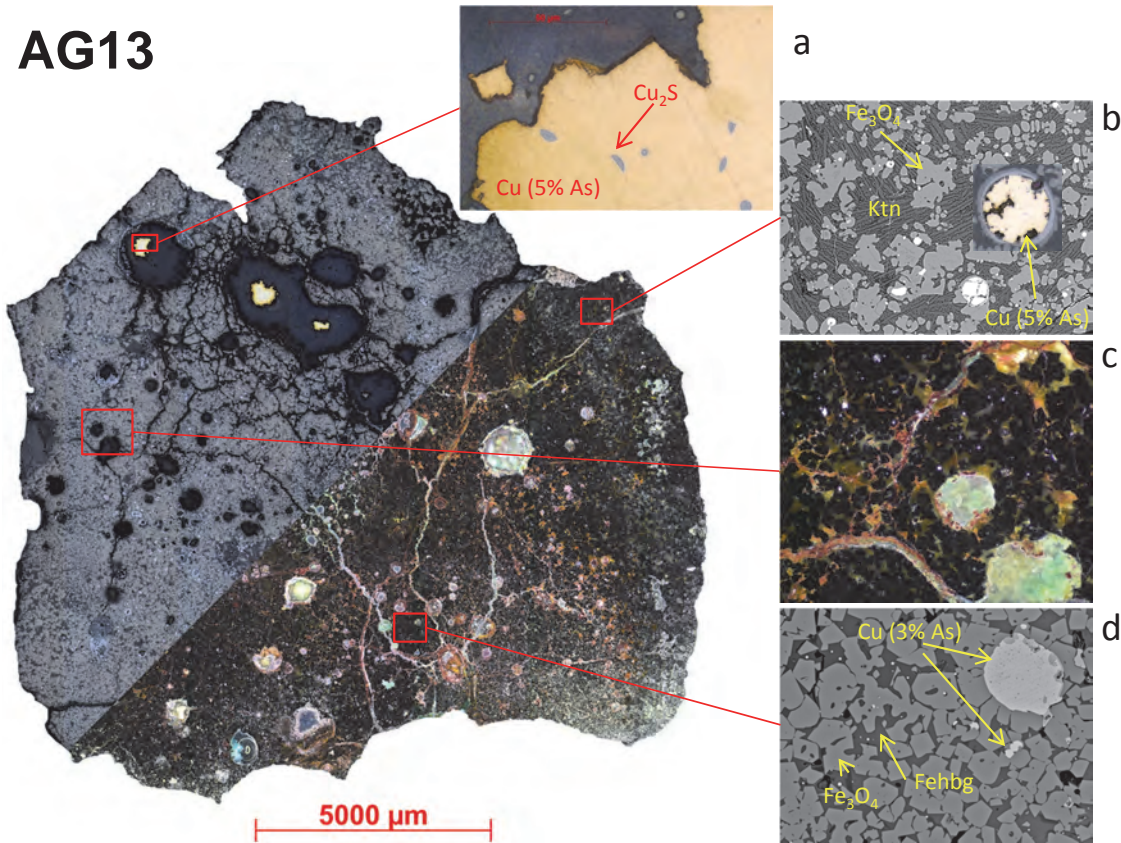 AG13
a
Cu₂S
Cu (5% As)
b
Fe₃O₄
Ktn
Cu (5% As)
c
d
Cu (3% As)
Fe₃O₄
Fehbg
5000 µm